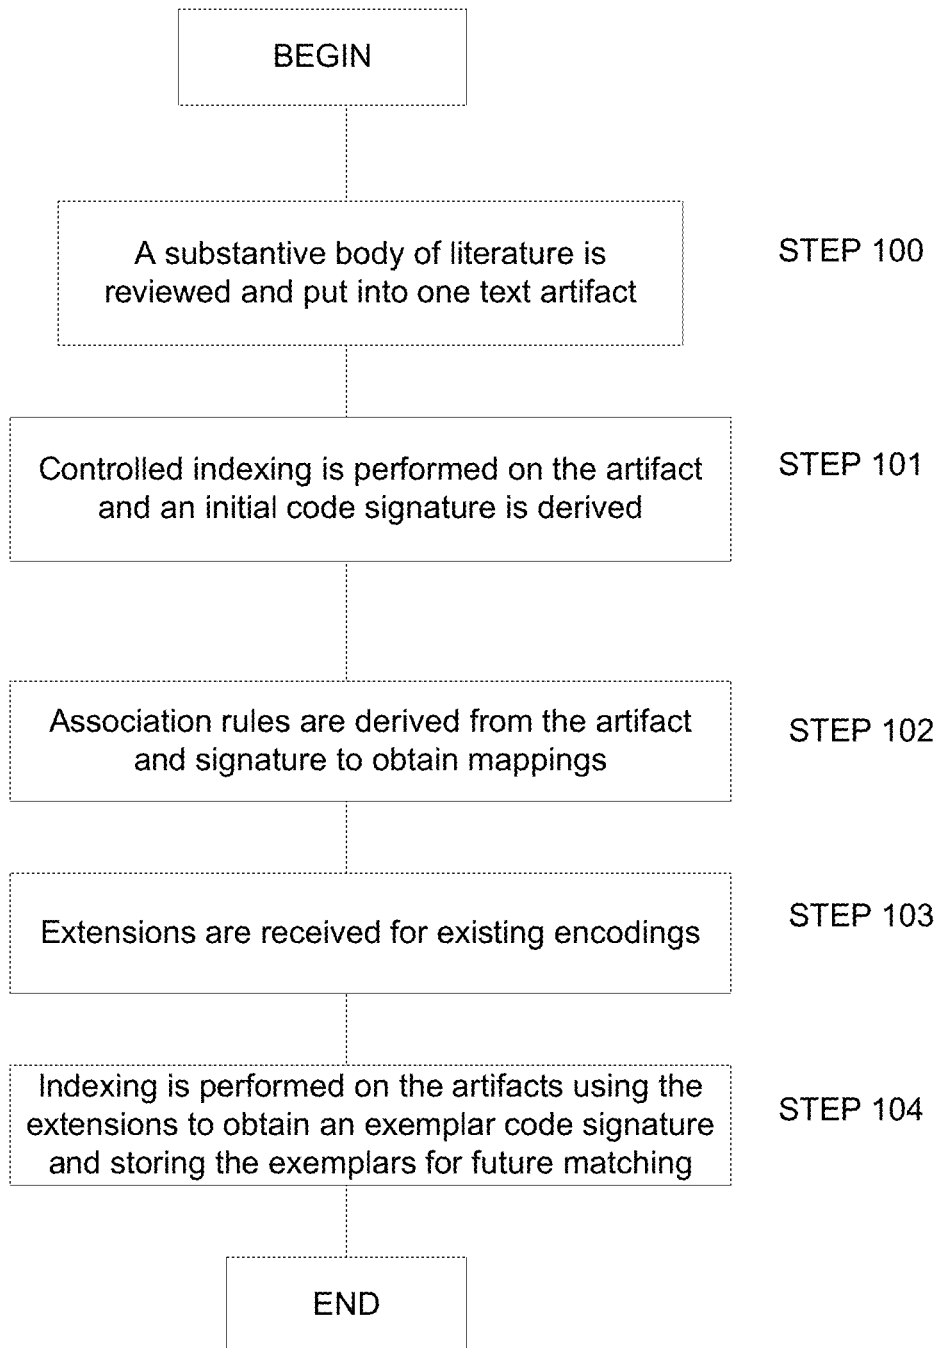 BEGIN
A substantive body of literature is
reviewed and put into one text artifact
STEP 100
Controlled indexing is performed on the artifact
and an initial code signature is derived
STEP 101
Association rules are derived from the artifact
and signature to obtain mappings
STEP 102
Extensions are received for existing encodings
STEP 103
Indexing is performed on the artifacts using the
extensions to obtain an exemplar code signature
and storing the exemplars for future matching
STEP 104
END